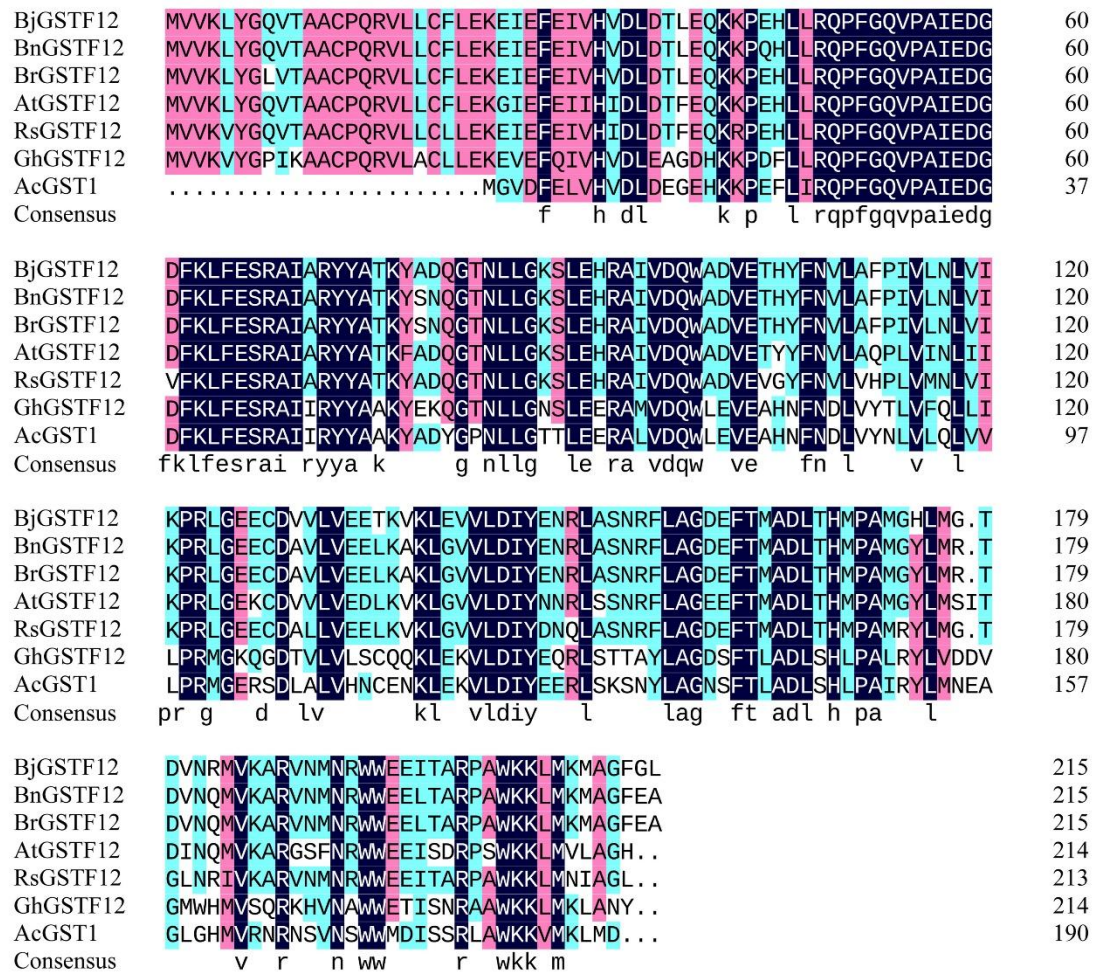 BjGSTF12 MVVKLYGQVTAACPQRVLLCFLEKEIEFEIVHVDLDTLEQKKPEHLLRQPFGQVPAIEDG 60
BnGSTF12 MVVKLYGQVTAACPQRVLLCFLEKEIEFEIVHVDLDTLEQKKPQHLLRQPFGQVPAIEDG 60
BrGSTF12 MVVKLYGLVTAACPQRVLLCFLEKEIEFEIVHVDLDTLEQKKPEHLLRQPFGQVPAIEDG 60
AtGSTF12 MVVKLYGQVTAACPQRVLLCFLEKGIEFEIIHIDLDTFEQKKPEHLLRQPFGQVPAIEDG 60
RsGSTF12 MVVKVYGQVTAACPQRVLLCLLEKEIEFEIVHIDLDTFEQKRPEHLLRQPFGQVPAIEDG 60
GhGSTF12 MVVKVYGPIKAACPQRVLACLLEKEVEFQIVHVDLEAGDHKKPDFLLRQPFGQVPAIEDG 60
AcGST1 .......................MGVDFELVHVDLDEGEHKKPEFLIRQPFGQVPAIEDG 37
Consensus f h dl k p l rqpfgqvpaiedg
BjGSTF12 DFKLFESRAIARYYATKYADQGTNLLGKSLEHRAIVDQWADVETHYFNVLAFPIVLNLVI 120
BnGSTF12 DFKLFESRAIARYYATKYSNQGTNLLGKSLEHRAIVDQWADVETHYFNVLAFPIVLNLVI 120
BrGSTF12 DFKLFESRAIARYYATKYSNQGTNLLGKSLEHRAIVDQWADVETHYFNVLAFPIVLNLVI 120
AtGSTF12 DFKLFESRAIARYYATKFADQGTNLLGKSLEHRAIVDQWADVETYYFNVLAQPLVINLII 120
RsGSTF12 VFKLFESRAIARYYATKYADQGTNLLGKSLEHRAIVDQWADVEVGYFNVLVHPLVMNLVI 120
GhGSTF12 DFKLFESRAIIRYYAAKYEKQGTNLLGNSLEERAMVDQWLEVEAHNFNDLVYTLVFQLLI 120
AcGST1 DFKLFESRAIIRYYAAKYADYGPNLLGTTLEERALVDQWLEVEAHNFNDLVYNLVLQLVV 97
Consensus fklfesrai ryya k g nllg le ra vdqw ve fn l v l
BjGSTF12 KPRLGEECDVVLVEETKVKLEVVLDIYENRLASNRFLAGDEFTMADLTHMPAMGHLMG.T 179
BnGSTF12 KPRLGEECDAVLVEELKAKLGVVLDIYENRLASNRFLAGDEFTMADLTHMPAMGYLMR.T 179
BrGSTF12 KPRLGEECDAVLVEELKAKLGVVLDIYENRLASNRFLAGDEFTMADLTHMPAMGYLMR.T 179
AtGSTF12 KPRLGEKCDVVLVEDLKVKLGVVLDIYNNRLSSNRFLAGEEFTMADLTHMPAMGYLMSIT 180
RsGSTF12 KPRLGEECDALLVEELKVKLGVVLDIYDNQLASNRFLAGDEFTMADLTHMPAMRYLMG.T 179
GhGSTF12 LPRMGKQGDTVLVLSCQQKLEKVLDIYEQRLSTTAYLAGDSFTLADLSHLPALRYLVDDV 180
AcGST1 LPRMGERSDLALVHNCENKLEKVLDIYEERLSKSNYLAGNSFTLADLSHLPAIRYLMNEA 157
Consensus pr g d lv kl vldiy l lag ft adl h pa l
BjGSTF12 DVNRMVKARVNMNRWWEEITARPAWKKLMKMAGFGL 215
BnGSTF12 DVNQMVKARVNMNRWWEELTARPAWKKLMKMAGFEA 215
BrGSTF12 DVNQMVKARVNMNRWWEELTARPAWKKLMKMAGFEA 215
AtGSTF12 DINQMVKARGSFNRWWEEISDRPSWKKLMVLAGH.. 214
RsGSTF12 GLNRIVKARVNMNRWWEEITARPAWKKLMNIAGL.. 213
GhGSTF12 GMWHMVSQRKHVNAWWETISNRAAWKKLMKLANY.. 214
AcGST1 GLGHMVRNRNSVNSWWMDISSRLAWKKVMKLMD... 190
Consensus v r n ww r wkk m